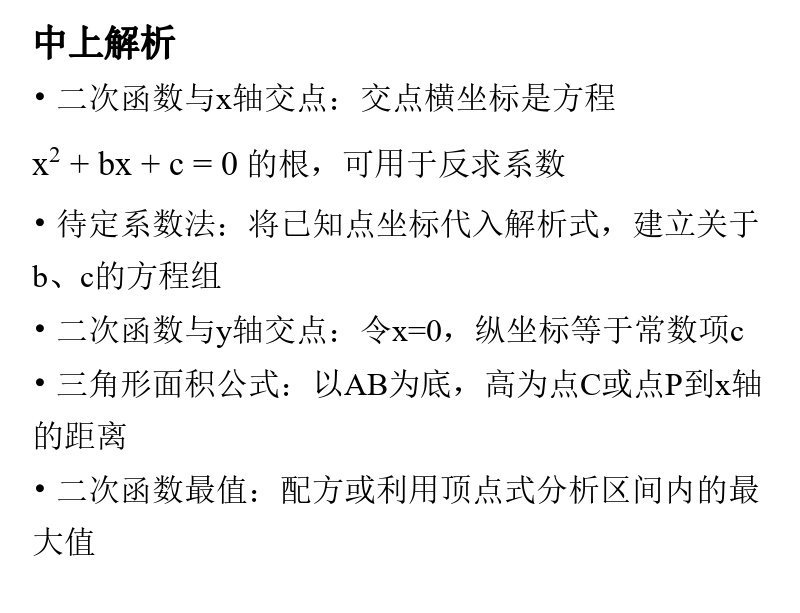 中上解析
• 二次函数与x轴交点：交点横坐标是方程
x² + bx + c = 0 的根，可用于反求系数
• 待定系数法：将已知点坐标代入解析式，建立关于
b、c的方程组
• 二次函数与y轴交点：令x=0，纵坐标等于常数项c
• 三角形面积公式：以AB为底，高为点C或点P到x轴
的距离
• 二次函数最值：配方或利用顶点式分析区间内的最
大值